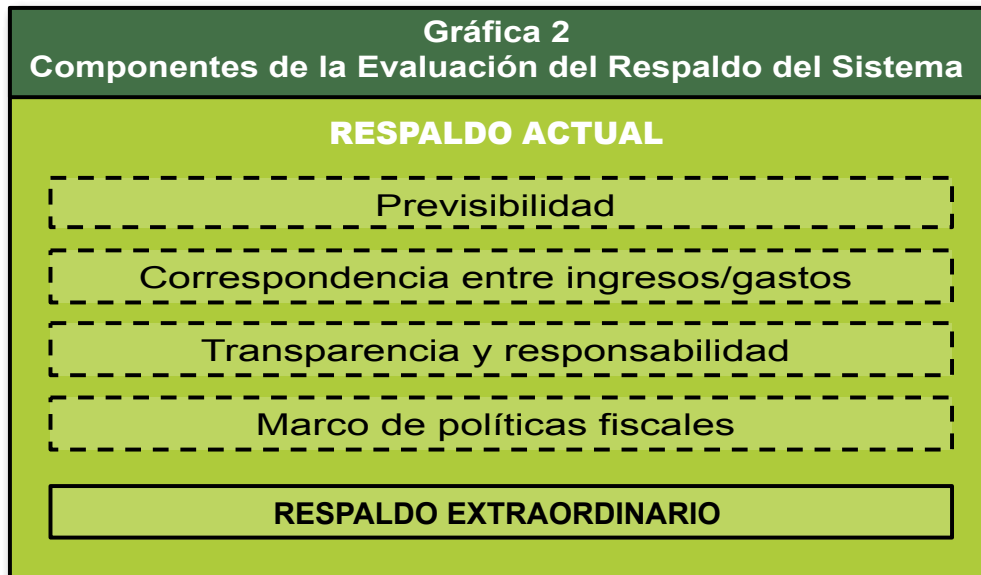 Gráfica 2
Componentes de la Evaluación del Respaldo del Sistema
RESPALDO ACTUAL
Previsibilidad
Correspondencia entre ingresos/gastos
Transparencia y responsabilidad
Marco de políticas fiscales
RESPALDO EXTRAORDINARIO